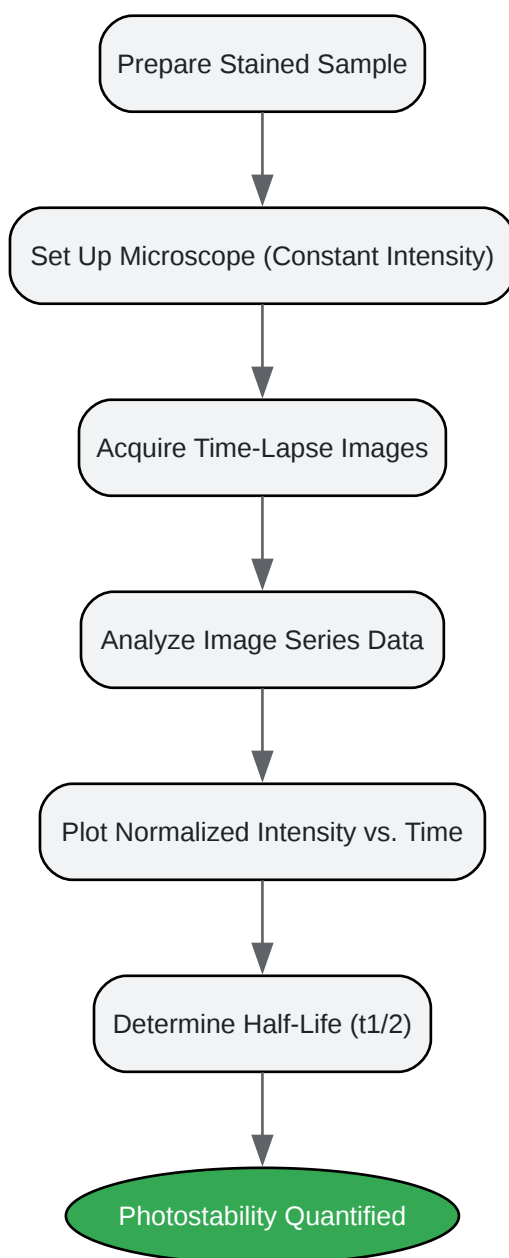 Prepare Stained Sample
Set Up Microscope (Constant Intensity)
Acquire Time-Lapse Images
Analyze Image Series Data
Plot Normalized Intensity vs. Time
Determine Half-Life (t1/2)
Photostability Quantified